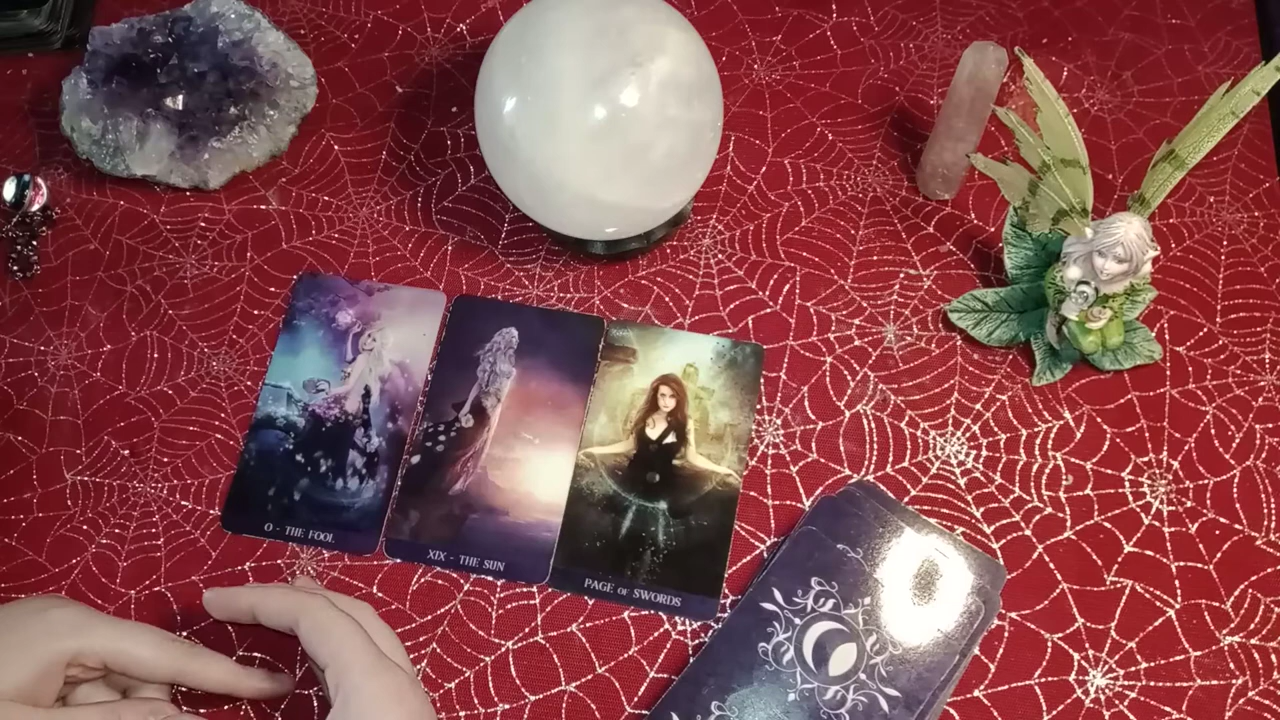 0 - THE FOOL
XIX - THE SUN
PAGE OF SWORDS